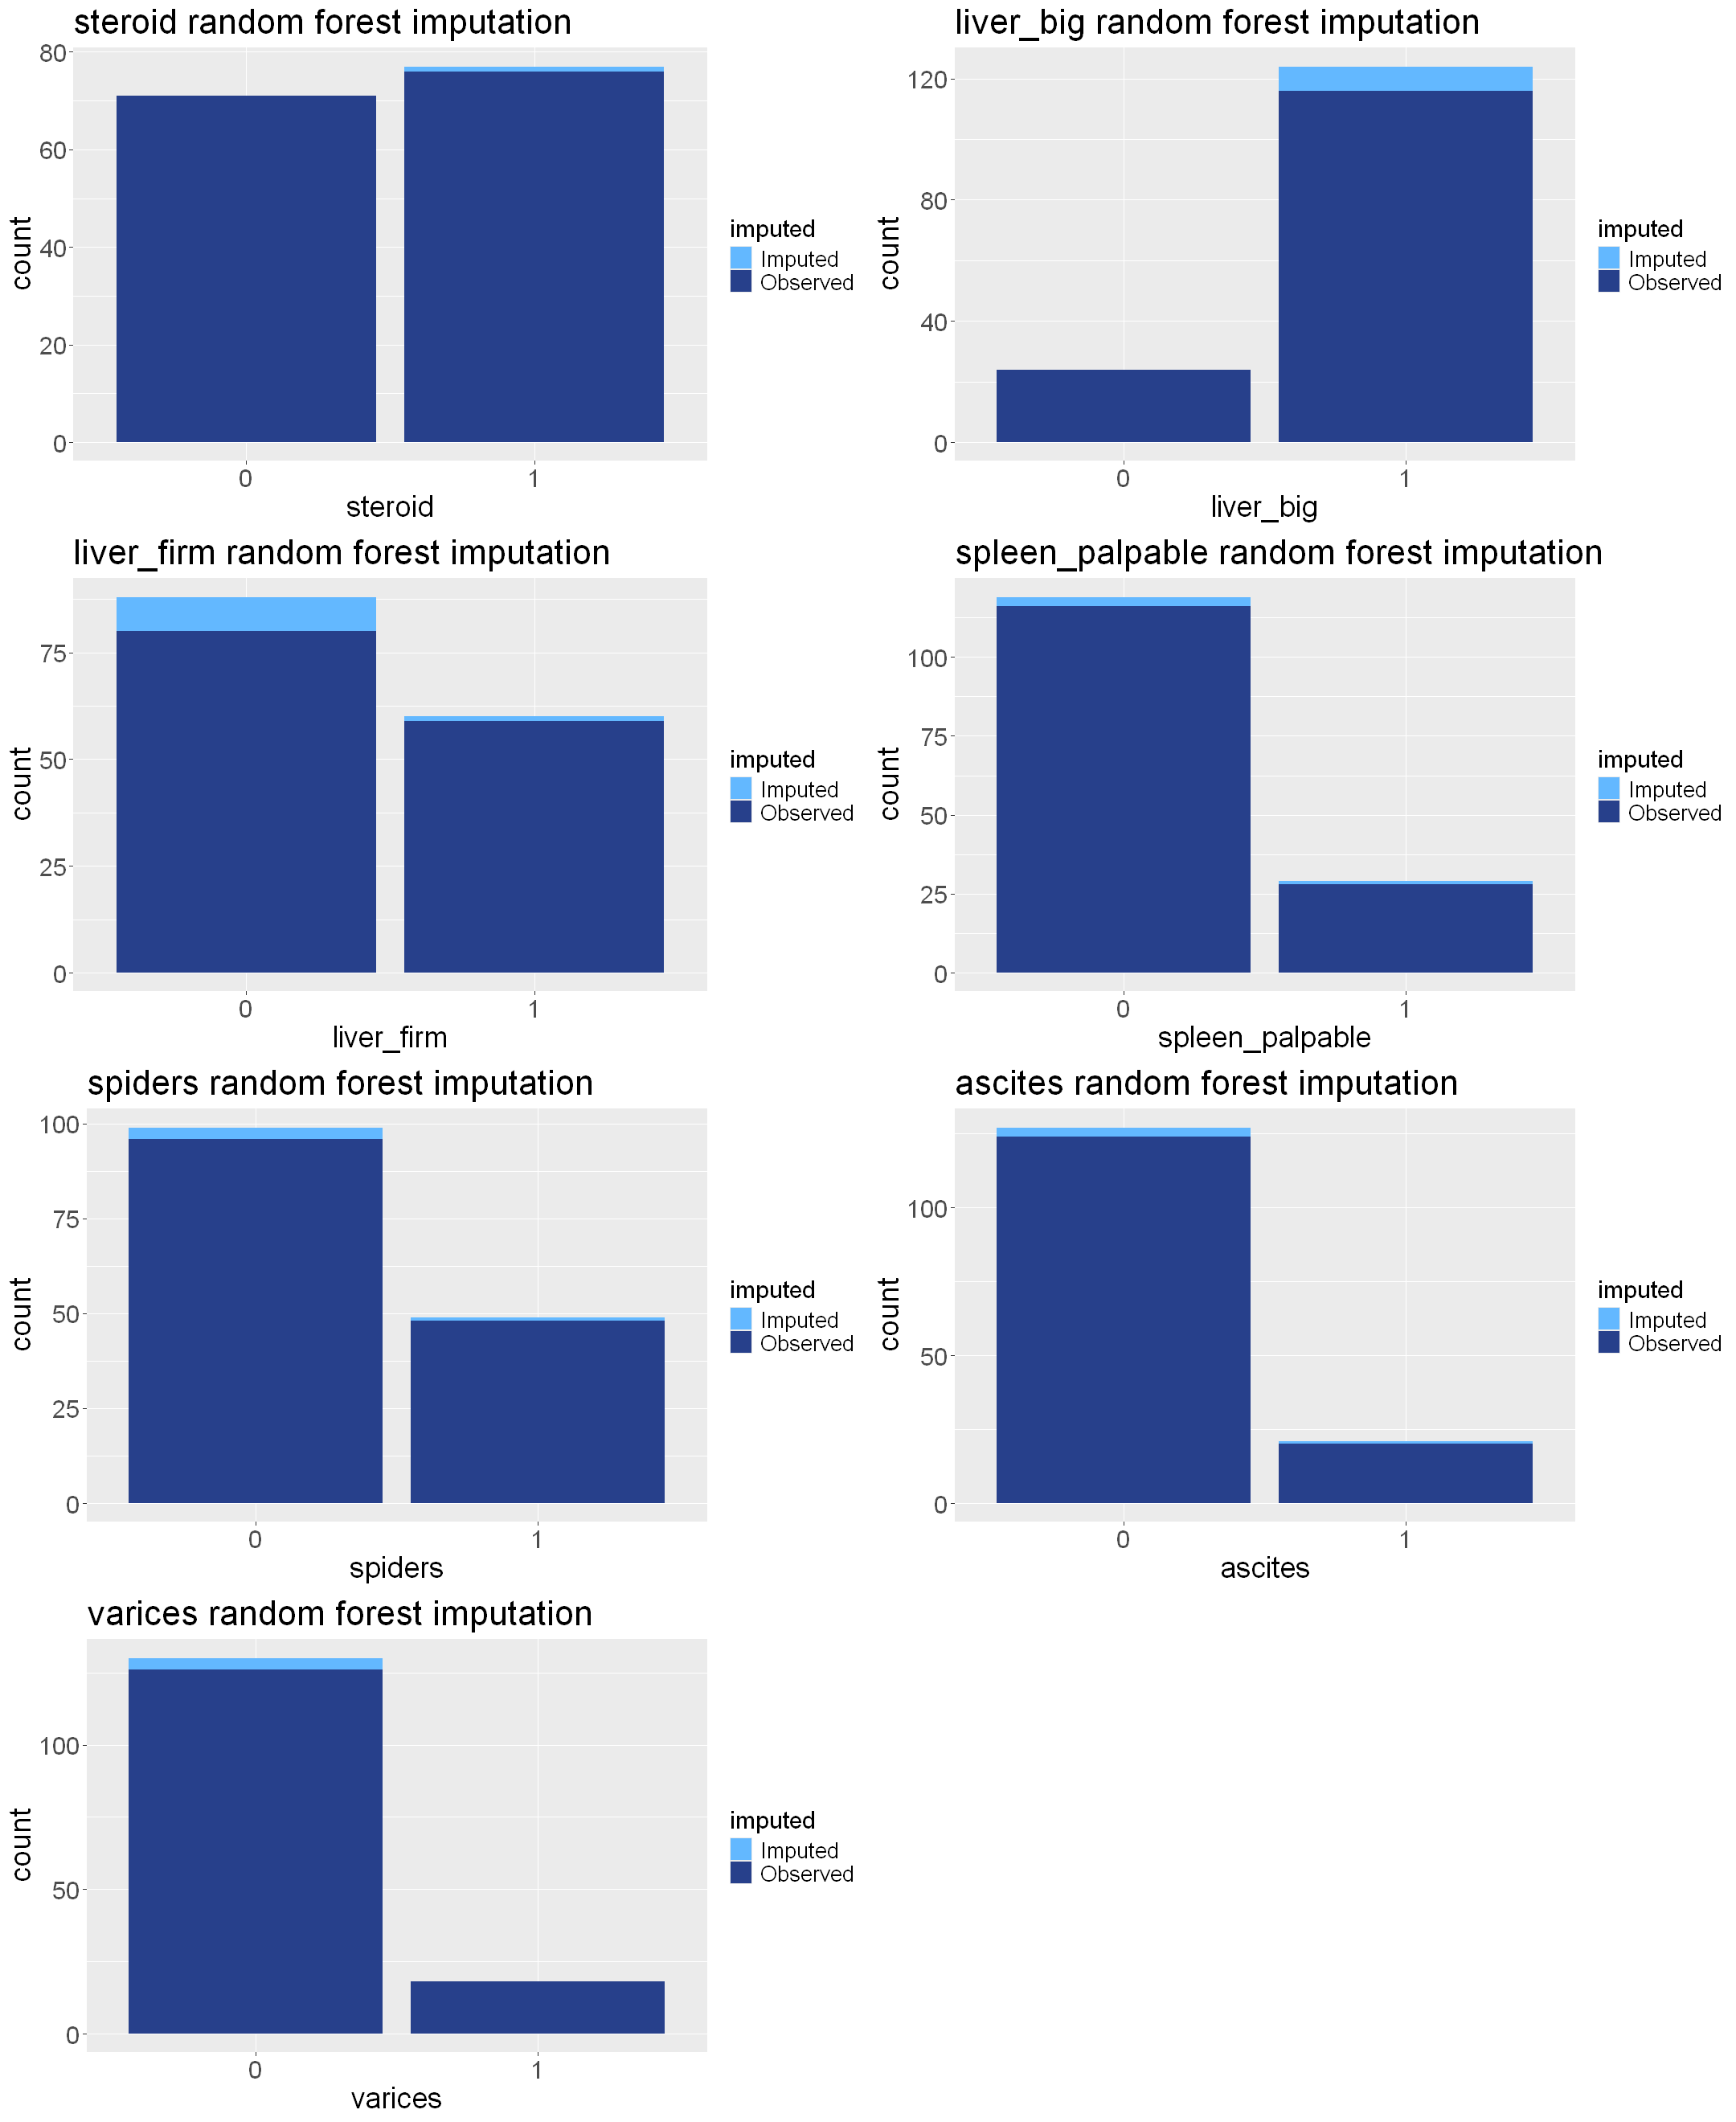 steroid random forest imputation
80
60
40
20
0
count
0 1
steroid
imputed
Imputed
Observed
liver_big random forest imputation
120
80
40
0
count
0 1
liver_big
imputed
Imputed
Observed
liver_firm random forest imputation
75
50
25
0
count
0 1
liver_firm
imputed
Imputed
Observed
spleen_palpable random forest imputation
100
75
50
25
0
count
0 1
spleen_palpable
imputed
Imputed
Observed
spiders random forest imputation
100
75
50
25
0
count
0 1
spiders
imputed
Imputed
Observed
ascites random forest imputation
100
50
0
count
0 1
ascites
imputed
Imputed
Observed
varices random forest imputation
100
50
0
count
0 1
varices
imputed
Imputed
Observed